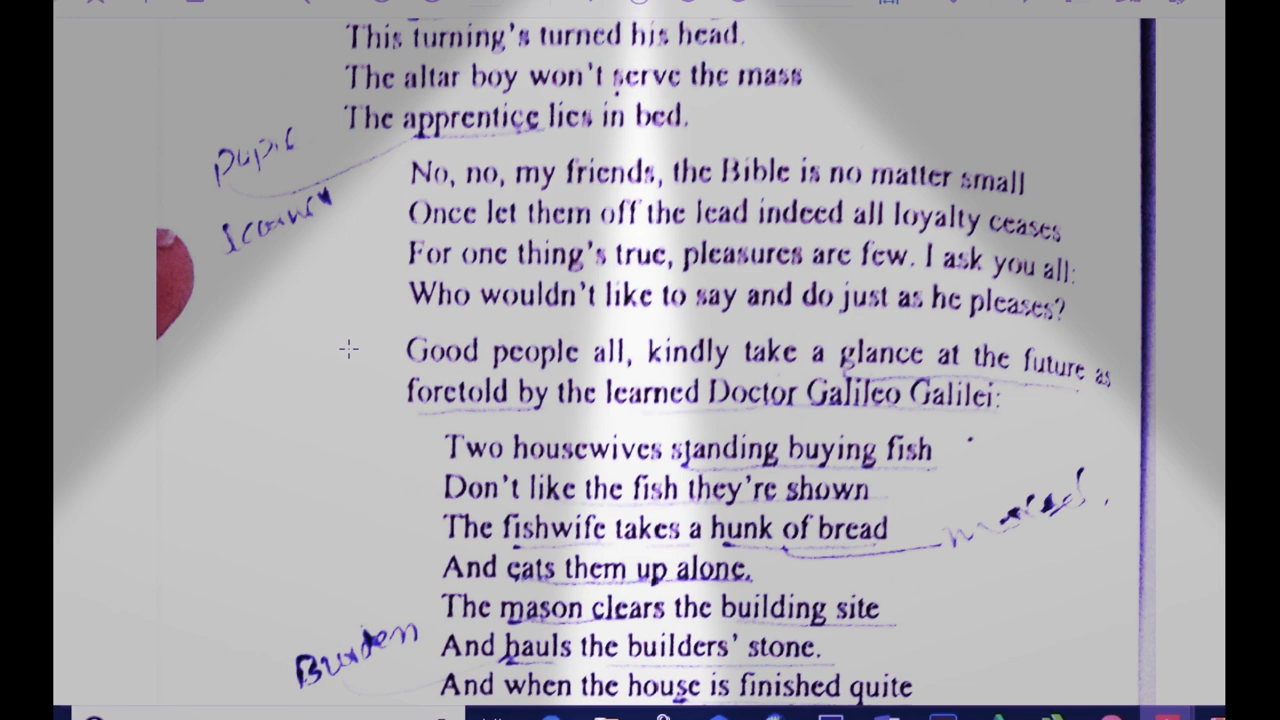 This turning's turned his head.
The altar boy won't serve the mass
The apprentice lies in bed.
pupil
No, no, my friends, the Bible is no matter small
Once let them off the lead indeed all loyalty ceases
For one thing's true, pleasures are few. I ask you all:
Who wouldn't like to say and do just as he pleases?
Good people all, kindly take a glance at the future as
foretold by the learned Doctor Galileo Galilei:
Two housewives standing buying fish
Don't like the fish they're shown
The fishwife takes a hunk of bread
And eats them up alone.
The mason clears the building site
And hauls the builders' stone.
Burden
And when the house is finished quite